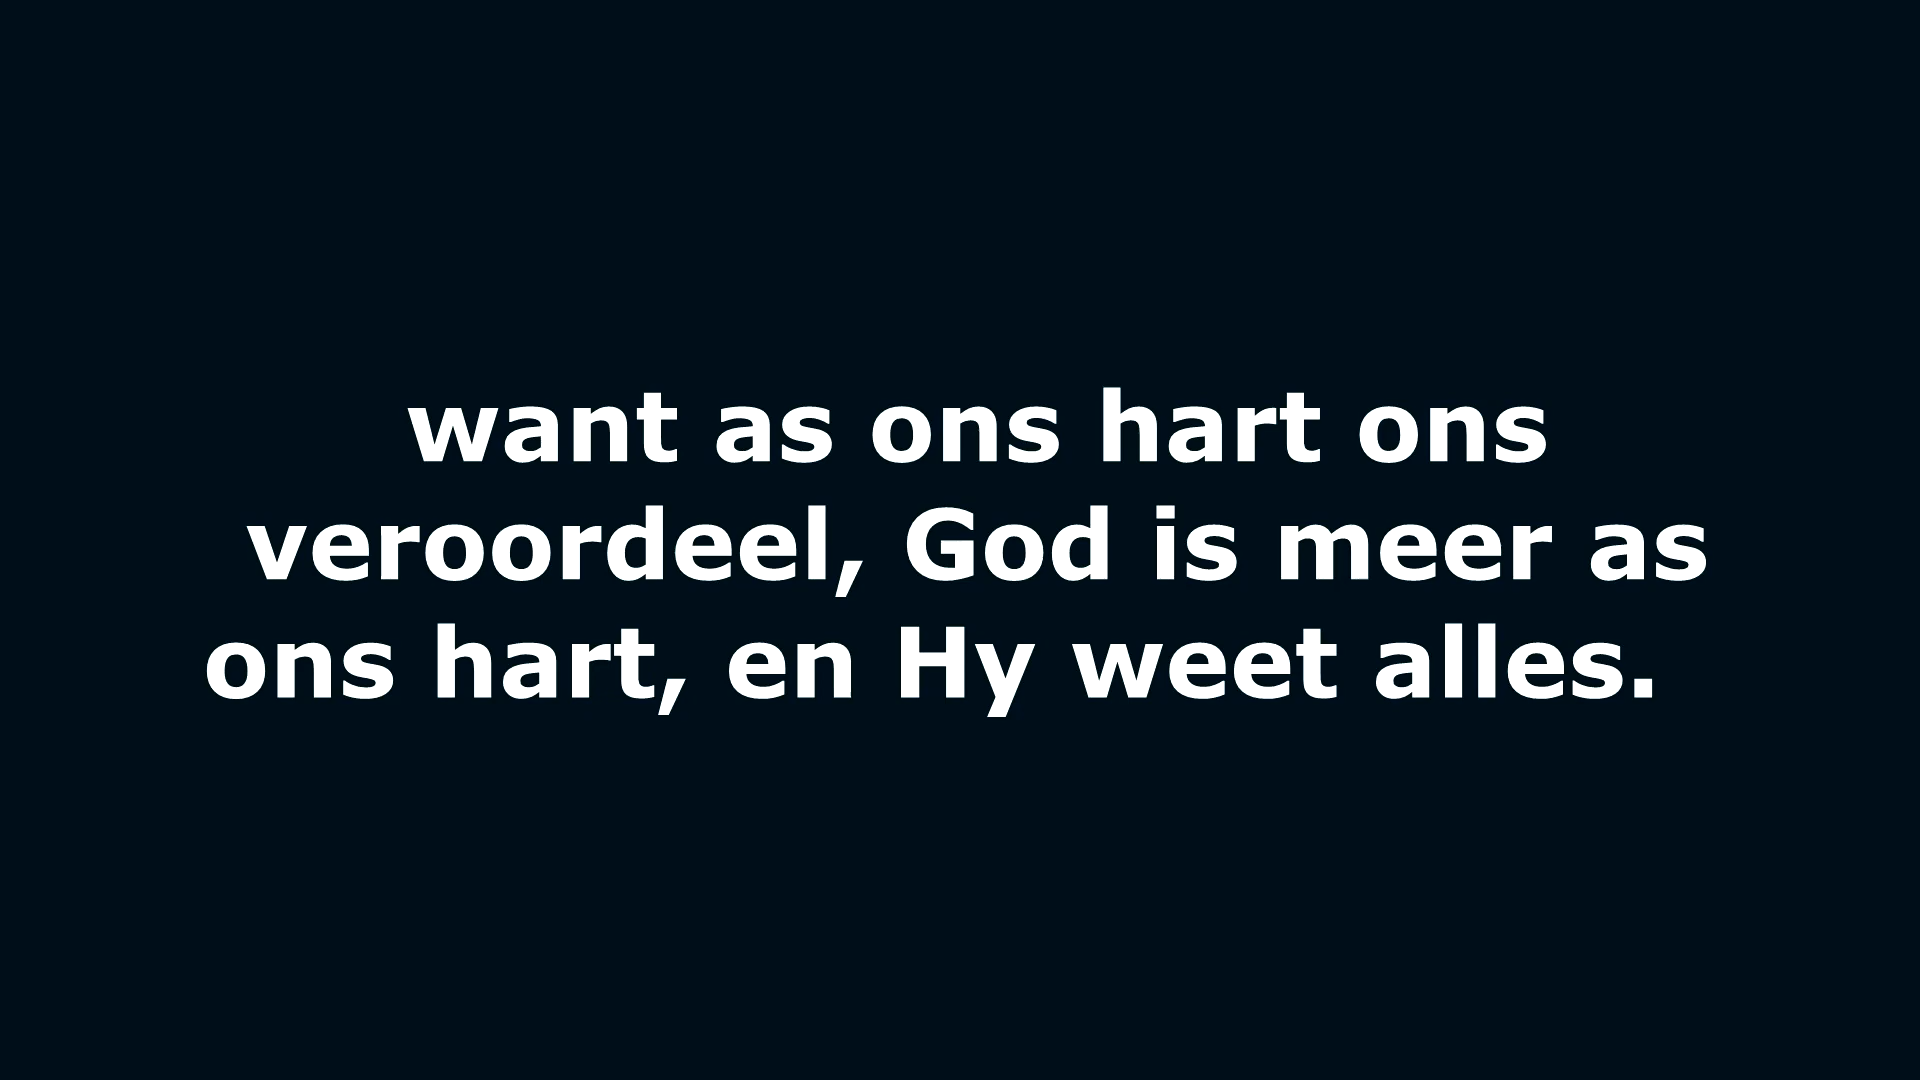 want as ons hart ons
veroordeel, God is meer as
ons hart, en Hy weet alles.